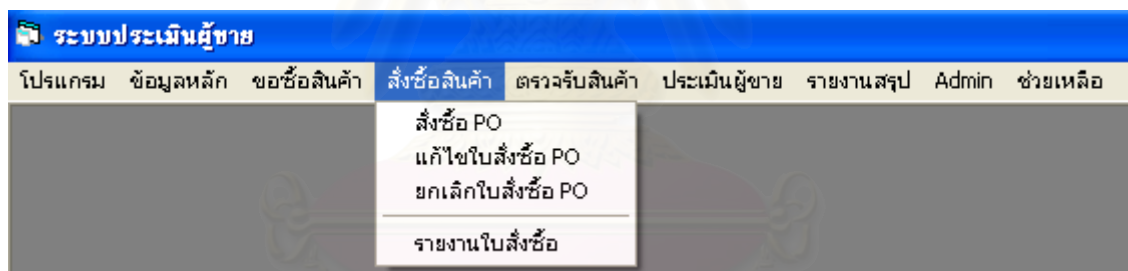 ระบบประเมินผู้ขาย
โปรแกรม ข้อมูลหลัก ขอซื้อสินค้า สั่งซื้อสินค้า ตรวจรับสินค้า ประเมินผู้ขาย รายงานสรุป Admin ช่วยเหลือ
สั่งซื้อ PO
แก้ไขใบสั่งซื้อ PO
ยกเลิกใบสั่งซื้อ PO
รายงานใบสั่งซื้อ